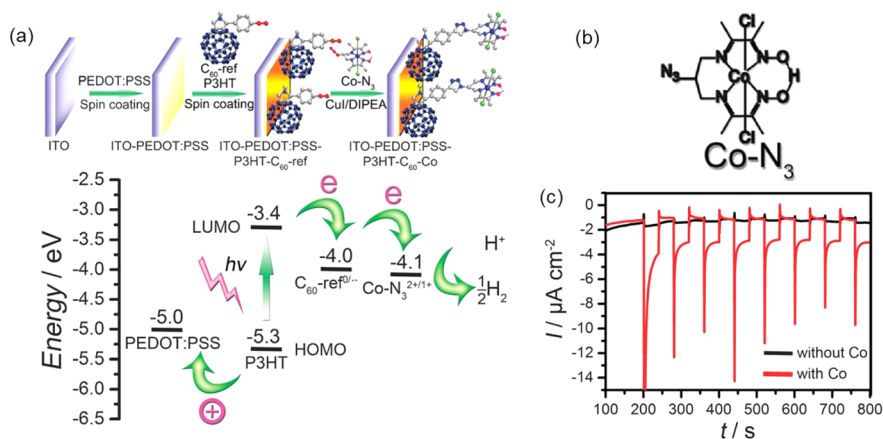 (a)
C₆₀-ref
P3HT
PEDOT:PSS
Spin coating
Spin coating
Co-N₃
CuI/DIPEA
ITO
ITO-PEDOT:PSS
ITO-PEDOT:PSS-
P3HT-C₆₀-ref
ITO-PEDOT:PSS-
P3HT-C₆₀-Co
Energy / eV
-2.5
-3.0
-3.5
-4.0
-4.5
-5.0
-5.5
-6.0
-6.5
LUMO
-3.4
hν
e
e
-4.0
C₆₀-ref⁰/⁻⁻
-4.1
Co-N₃²⁺/¹⁺
H⁺
½H₂
-5.0
PEDOT:PSS
-5.3
P3HT
HOMO
+
(b)
Cl
N₃
N
O
N
Co
H
N
N
O
Cl
Co-N₃
(c)
I / µA cm⁻²
0
-2
-4
-6
-8
-10
-12
-14
without Co
with Co
100
200
300
400
500
600
700
800
t / s